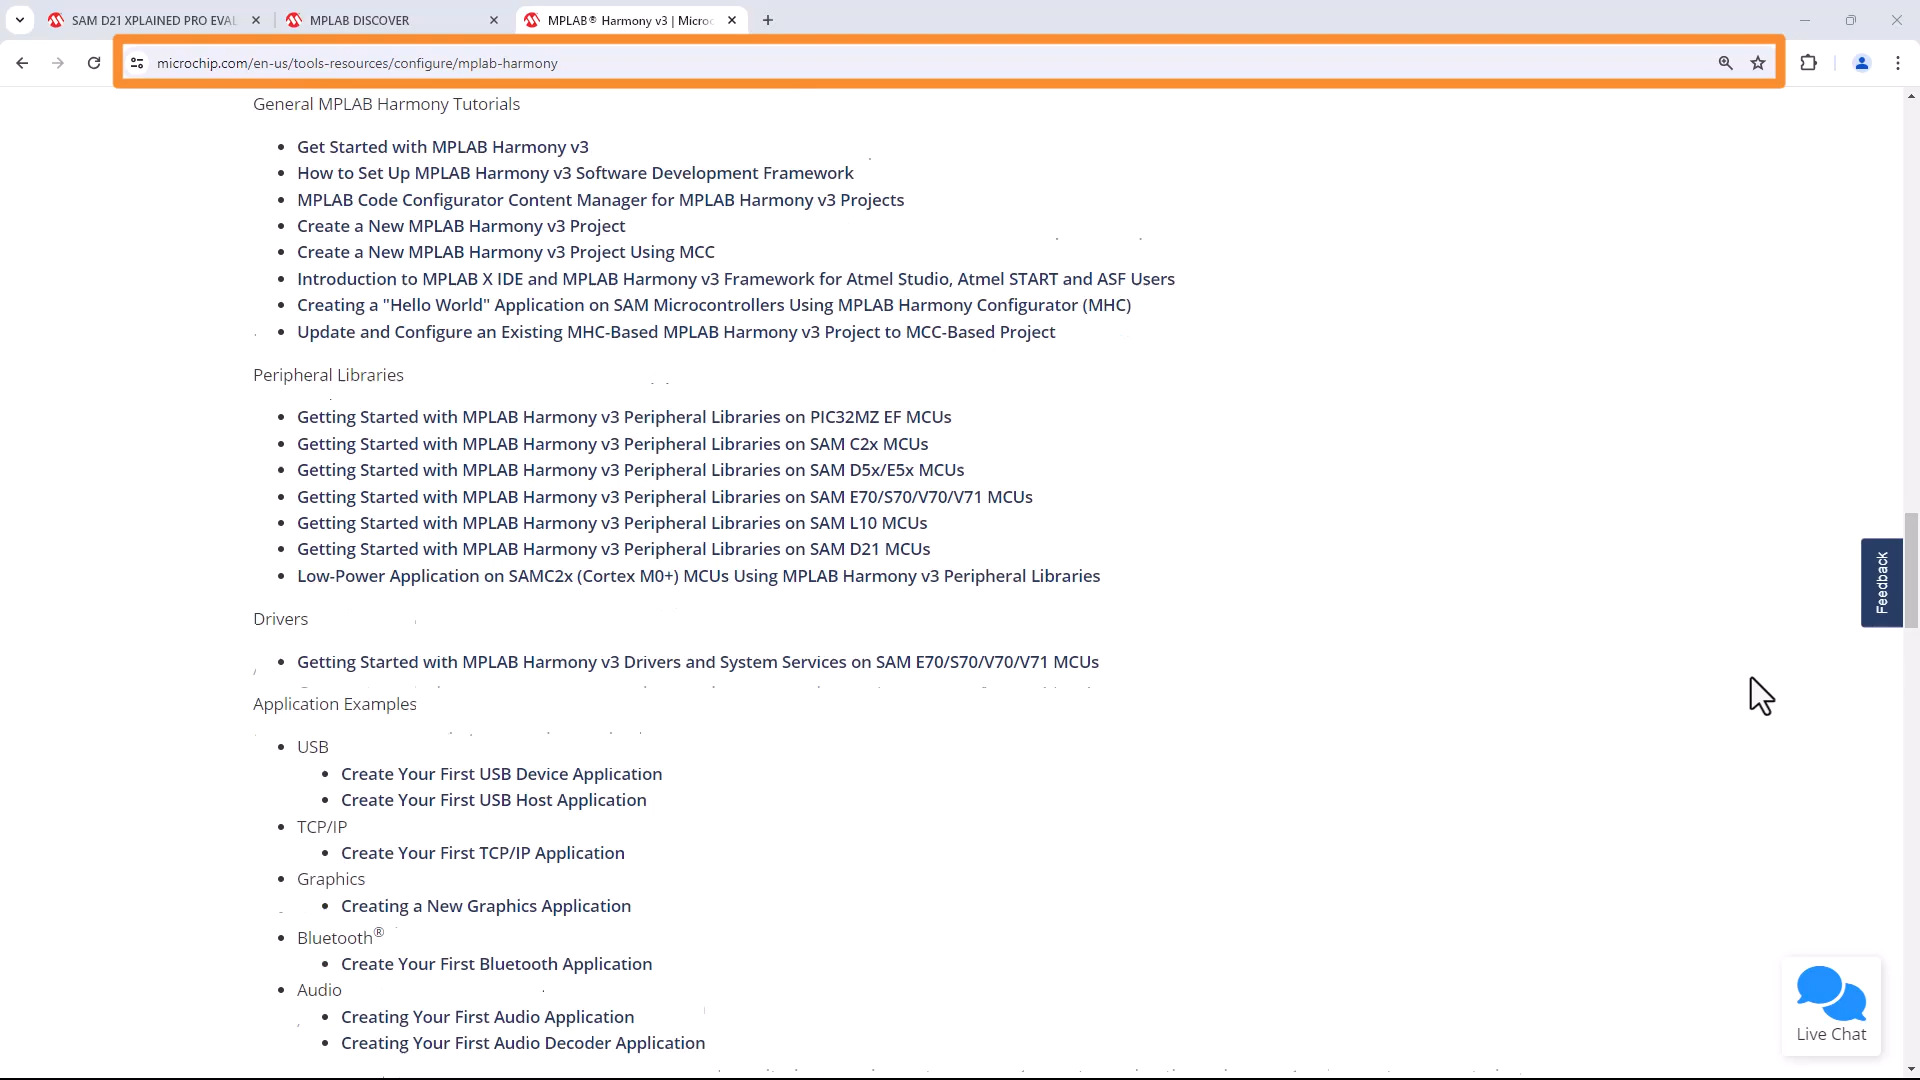 SAM D21 XPLAINED PRO EVAL
MPLAB DISCOVER
MPLAB® Harmony v3 | Microc
microchip.com/en-us/tools-resources/configure/mplab-harmony
General MPLAB Harmony Tutorials
Get Started with MPLAB Harmony v3
How to Set Up MPLAB Harmony v3 Software Development Framework
MPLAB Code Configurator Content Manager for MPLAB Harmony v3 Projects
Create a New MPLAB Harmony v3 Project
Create a New MPLAB Harmony v3 Project Using MCC
Introduction to MPLAB X IDE and MPLAB Harmony v3 Framework for Atmel Studio, Atmel START and ASF Users
Creating a "Hello World" Application on SAM Microcontrollers Using MPLAB Harmony Configurator (MHC)
Update and Configure an Existing MHC-Based MPLAB Harmony v3 Project to MCC-Based Project
Peripheral Libraries
Getting Started with MPLAB Harmony v3 Peripheral Libraries on PIC32MZ EF MCUs
Getting Started with MPLAB Harmony v3 Peripheral Libraries on SAM C2x MCUs
Getting Started with MPLAB Harmony v3 Peripheral Libraries on SAM D5x/E5x MCUs
Getting Started with MPLAB Harmony v3 Peripheral Libraries on SAM E70/S70/V70/V71 MCUs
Getting Started with MPLAB Harmony v3 Peripheral Libraries on SAM L10 MCUs
Getting Started with MPLAB Harmony v3 Peripheral Libraries on SAM D21 MCUs
Low-Power Application on SAMC2x (Cortex M0+) MCUs Using MPLAB Harmony v3 Peripheral Libraries
Drivers
Getting Started with MPLAB Harmony v3 Drivers and System Services on SAM E70/S70/V70/V71 MCUs
Application Examples
USB
Create Your First USB Device Application
Create Your First USB Host Application
TCP/IP
Create Your First TCP/IP Application
Graphics
Creating a New Graphics Application
Bluetooth®
Create Your First Bluetooth Application
Audio
Creating Your First Audio Application
Creating Your First Audio Decoder Application
Feedback
Live Chat